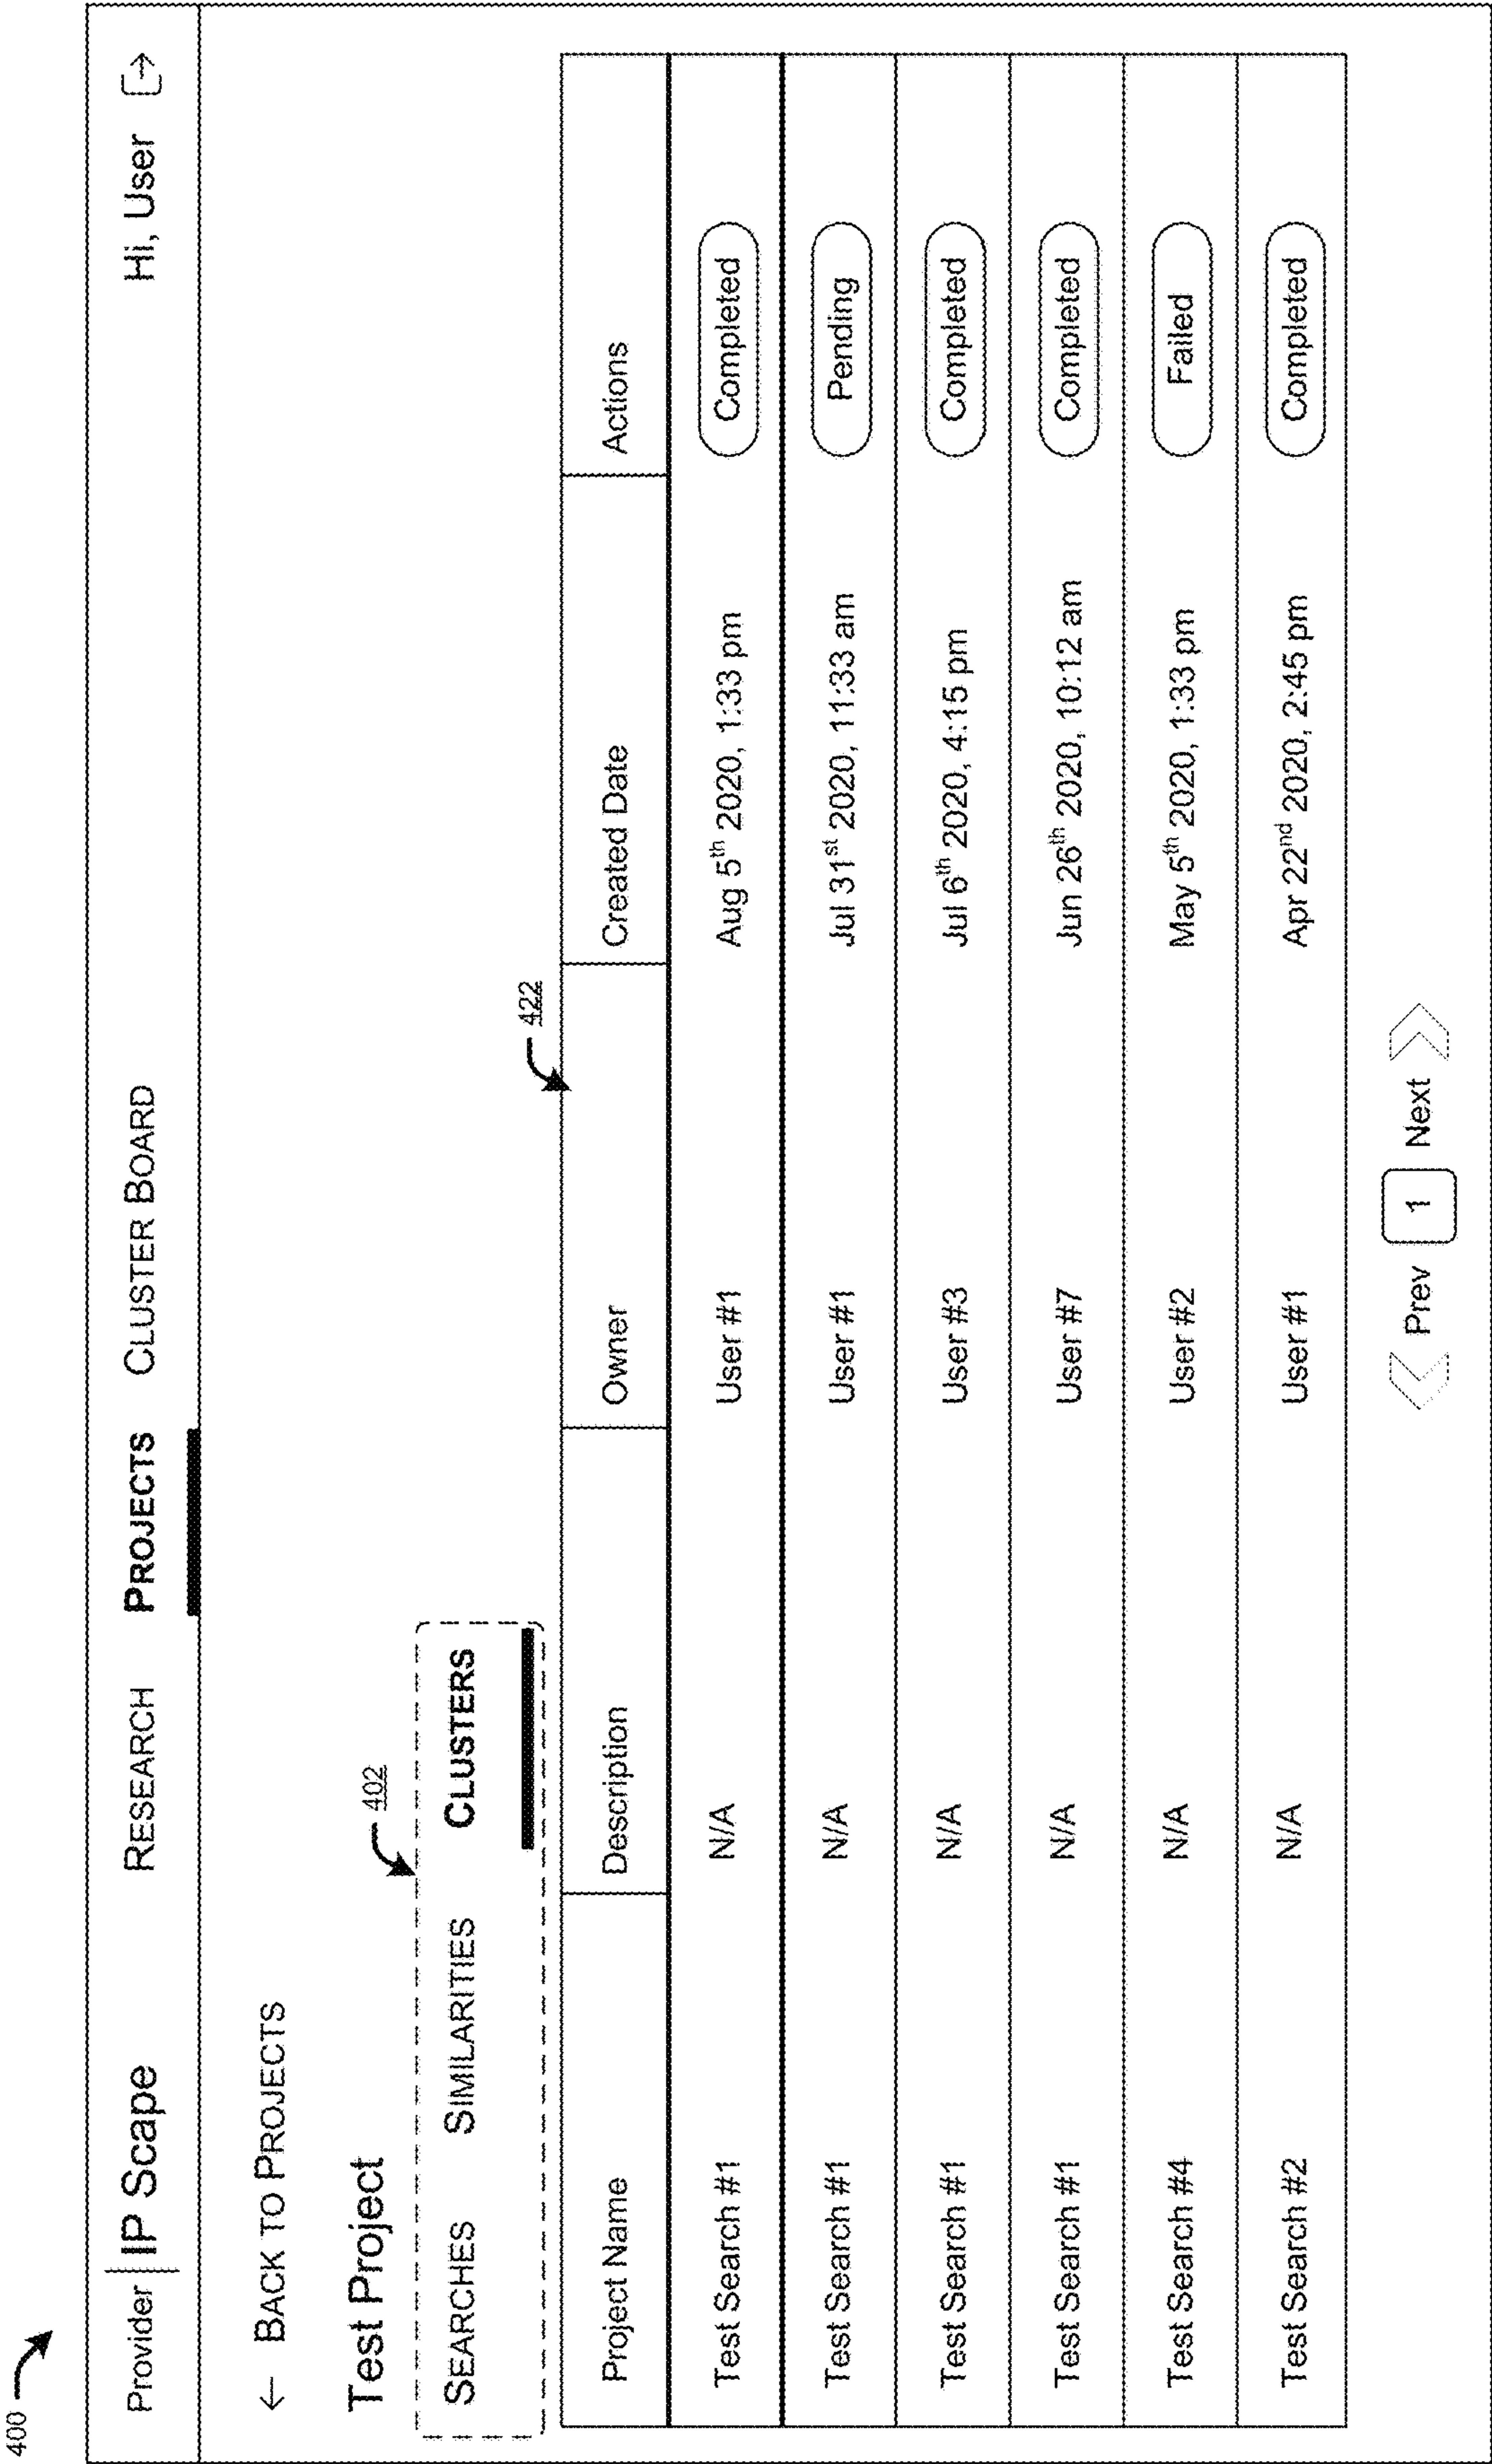 400
Provider IP Scape RESEARCH PROJECTS CLUSTER BOARD Hi, User
← BACK TO PROJECTS
Test Project
402
SEARCHES SIMILARITIES CLUSTERS
422
Project Name Description Owner Created Date Actions
Test Search #1 N/A User #1 Aug 5th 2020, 1:33 pm Completed
Test Search #1 N/A User #1 Jul 31st 2020, 11:33 am Pending
Test Search #1 N/A User #3 Jul 6th 2020, 4:15 pm Completed
Test Search #1 N/A User #7 Jun 26th 2020, 10:12 am Completed
Test Search #4 N/A User #2 May 5th 2020, 1:33 pm Failed
Test Search #2 N/A User #1 Apr 22nd 2020, 2:45 pm Completed
Prev 1 Next